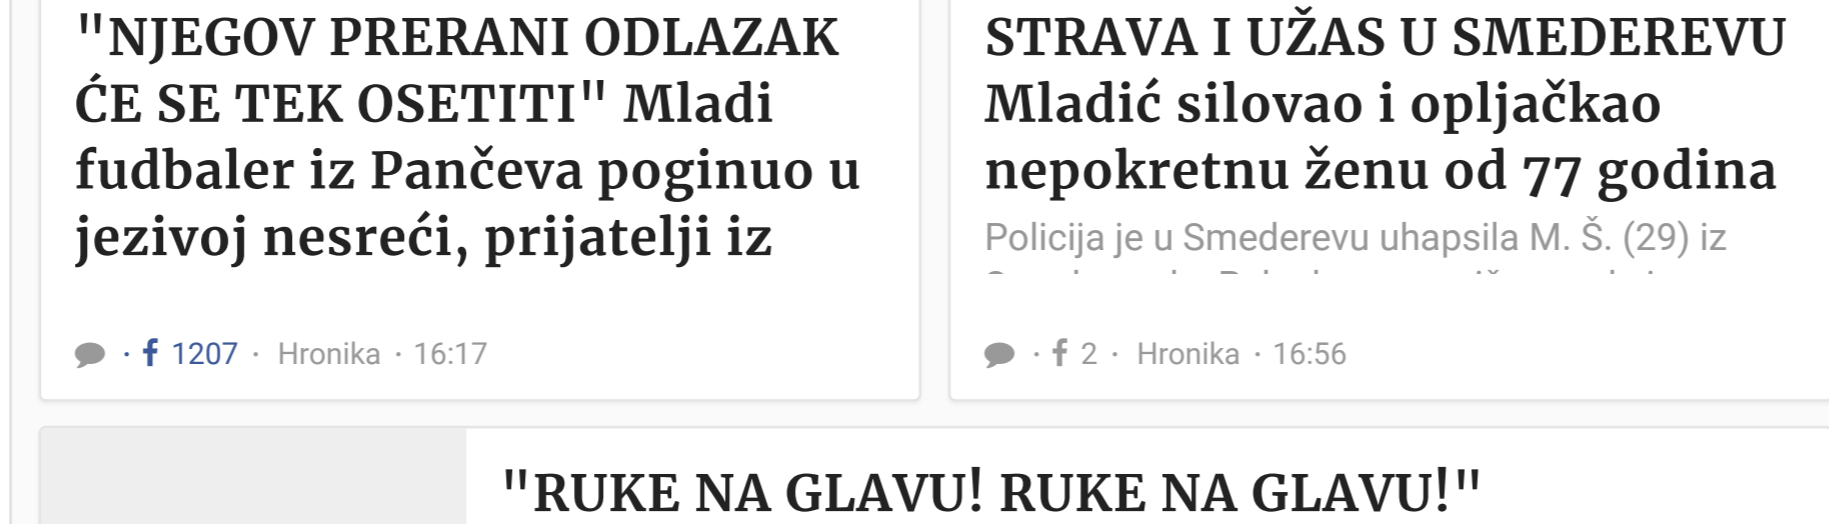 "NJEGOV PRERANI ODLAZAK
ĆE SE TEK OSETITI" Mladi
fudbaler iz Pančeva poginuo u
jezivoj nesreći, prijatelji iz
· f 1207 · Hronika · 16:17
STRAVA I UŽAS U SMEDEREVU
Mladić silovao i opljačkao
nepokretnu ženu od 77 godina
Policija je u Smederevu uhapsila M. Š. (29) iz
· f 2 · Hronika · 16:56
"RUKE NA GLAVU! RUKE NA GLAVU!"